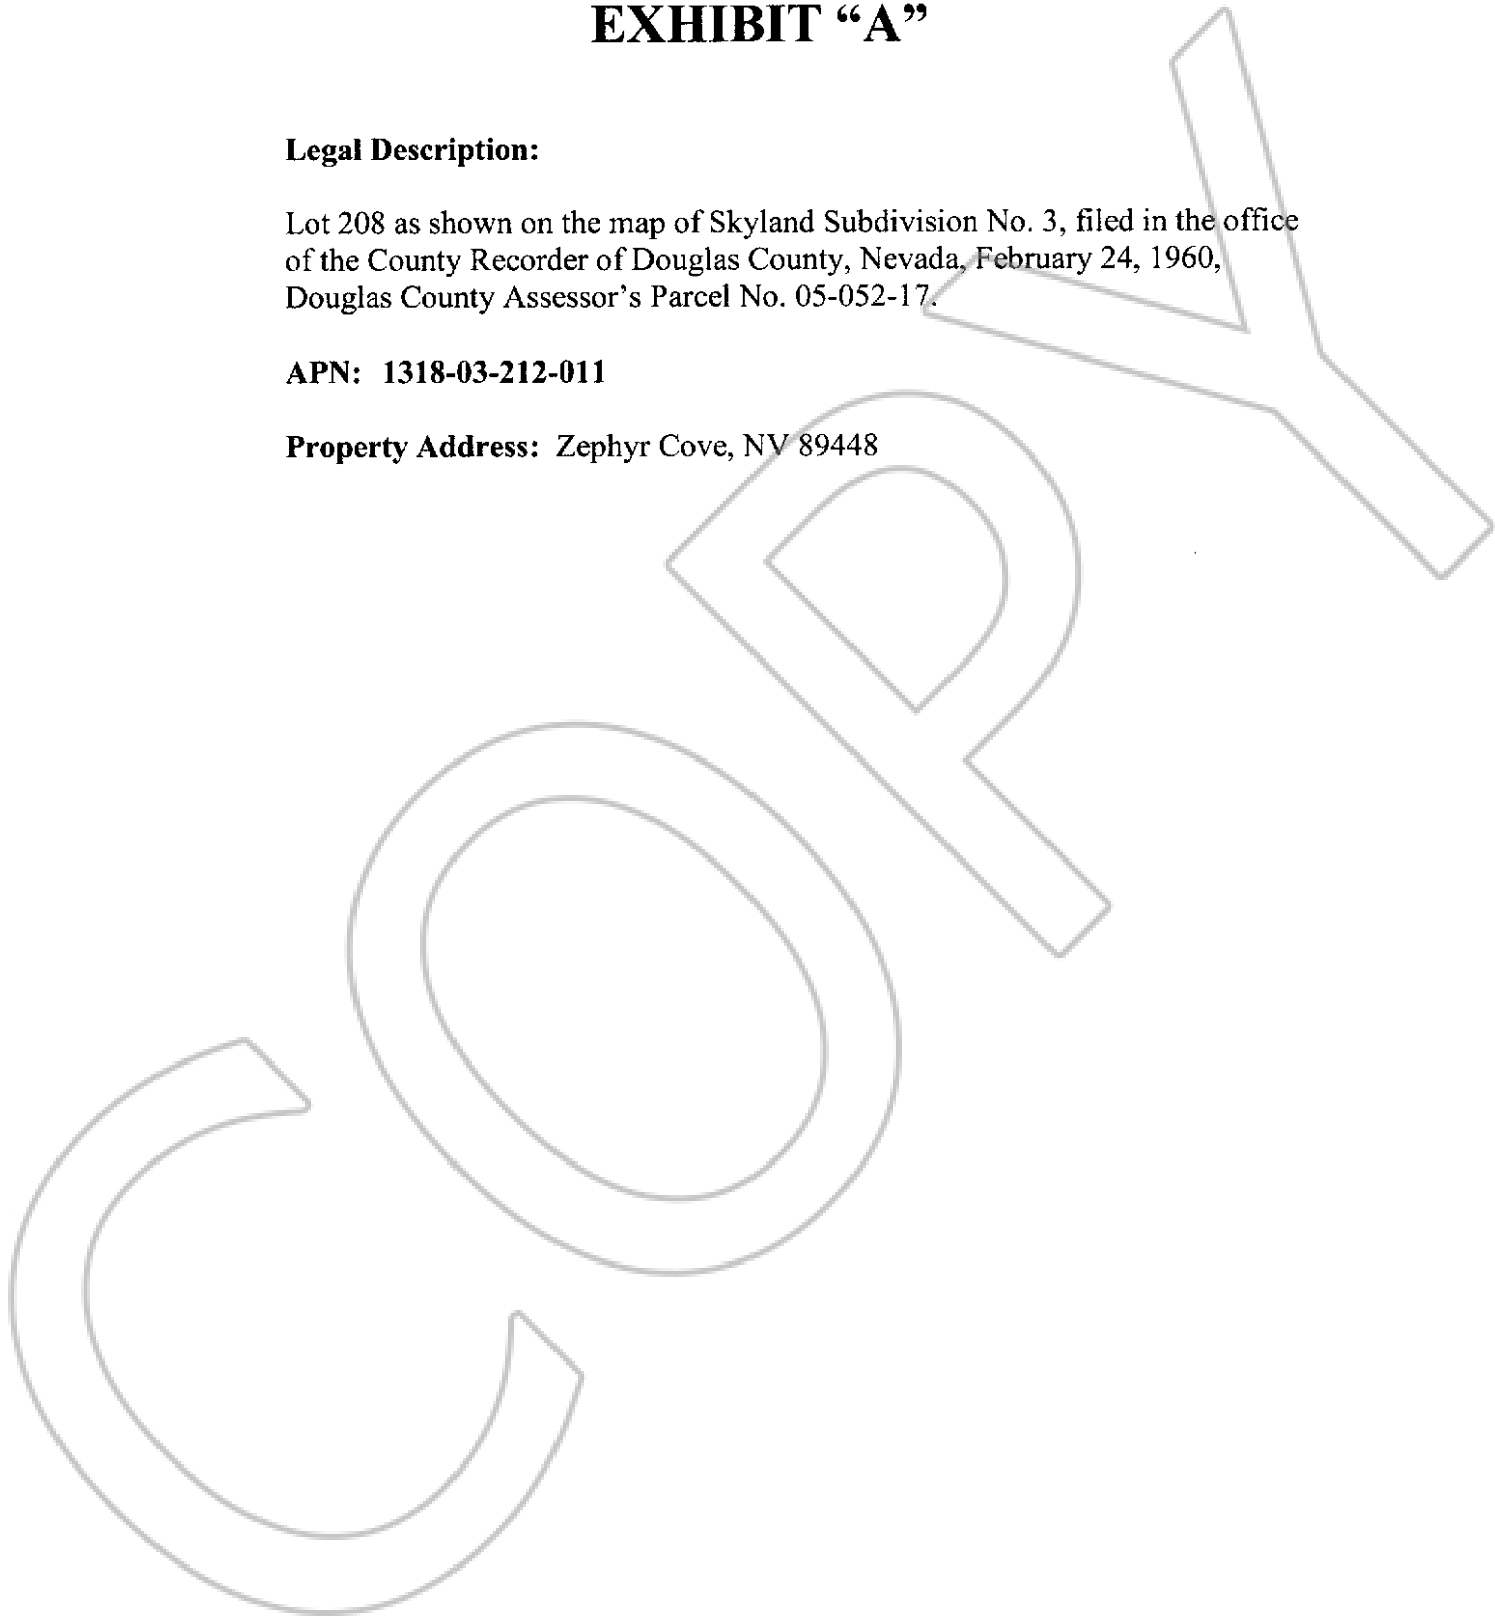 EXHIBIT “A”
Legal Description:
Lot 208 as shown on the map of Skyland Subdivision No. 3, filed in the office
of the County Recorder of Douglas County, Nevada, February 24, 1960,
Douglas County Assessor’s Parcel No. 05-052-17.
APN: 1318-03-212-011
Property Address: Zephyr Cove, NV 89448
COPY